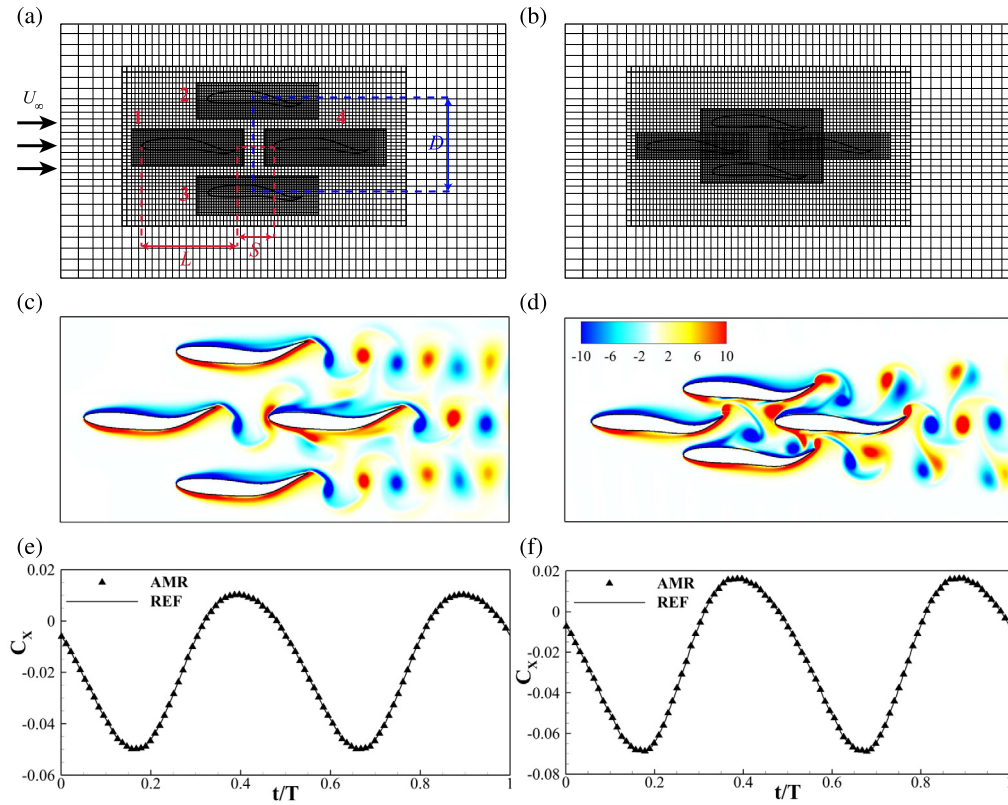 (a)
(b)
U∞
1
2
3
4
D
L
S
(c)
(d)
-10 -6 -2 2 6 10
(e)
(f)
0.02
0
-0.02
-0.04
-0.06
C_X
AMR
REF
0 0.2 0.4 0.6 0.8 1
t/T
0.02
0
-0.02
-0.04
-0.06
-0.08
C_X
AMR
REF
0 0.2 0.4 0.6 0.8
t/T